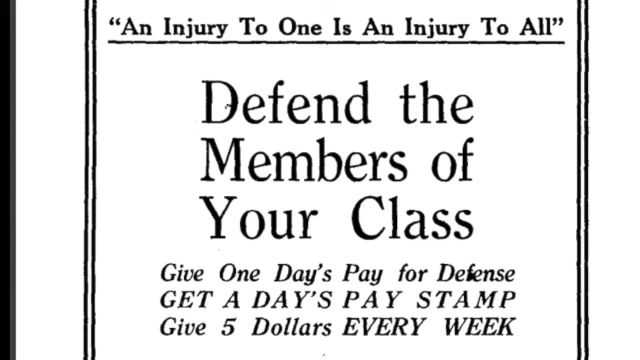 “An Injury To One Is An Injury To All”
Defend the
Members of
Your Class
Give One Day's Pay for Defense
GET A DAY'S PAY STAMP
Give 5 Dollars EVERY WEEK